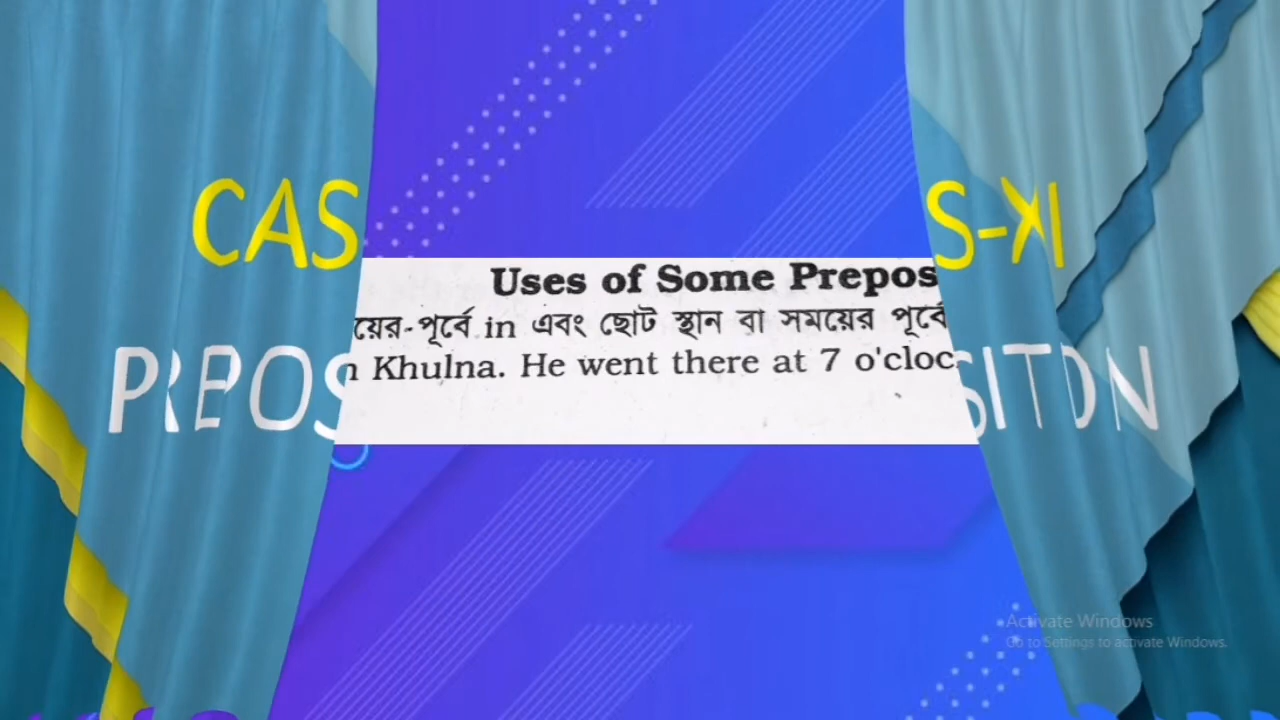 CAS S-XI
PREPOS SITDN
Uses of Some Prepos
য়ের-পূর্বে in এবং ছোট স্থান বা সময়ের পূর্বে
Khulna. He went there at 7 o'cloc
Activate Windows
Go to Settings to activate Windows.